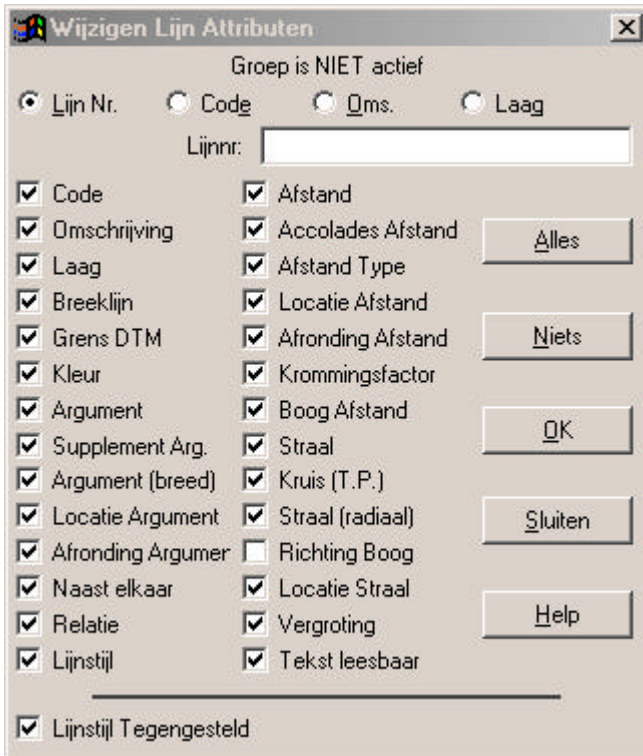 Wijzigen Lijn Attributen
Groep is NIET actief
Lijn Nr. Code Oms. Laag
Lijnnr:
Code Afstand
Omschrijving Accolades Afstand
Alles
Laag Afstand Type
Breeklijn Locatie Afstand
Grens DTM Afronding Afstand
Niets
Kleur Krommingsfactor
Argument Boog Afstand
OK
Supplement Arg. Straal
Argument (breed) Kruis (T.P.)
Locatie Argument Straal (radiaal)
Sluiten
Afronding Argumer Richting Boog
Naast elkaar Locatie Straal
Relatie Vergroting
Help
Lijnstijl Tekst leesbaar
Lijnstijl Tegengesteld